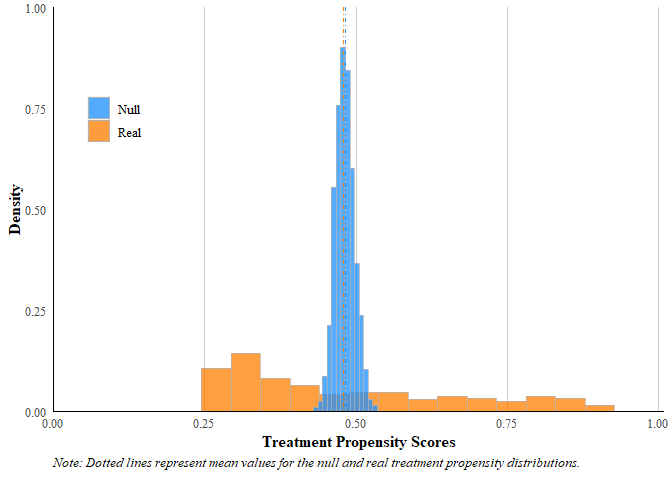 1.00
0.75
0.50
0.25
0.00
Density
Null
Real
0.00 0.25 0.50 0.75 1.00
Treatment Propensity Scores
Note: Dotted lines represent mean values for the null and real treatment propensity distributions.